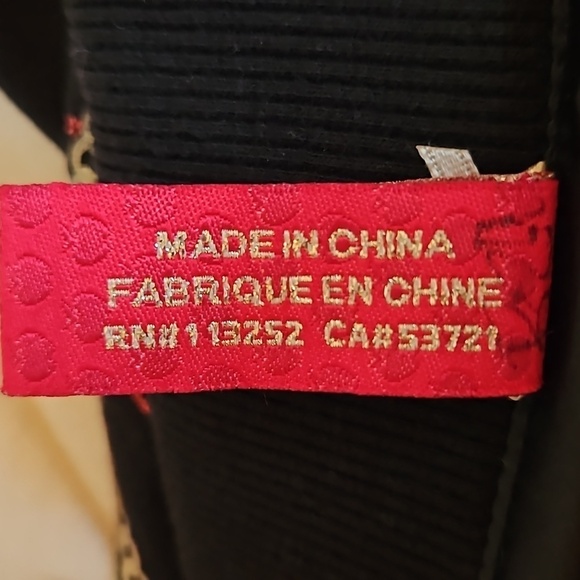 MADE IN CHINA
FABRIQUE EN CHINE
RN#113252 CA#53721